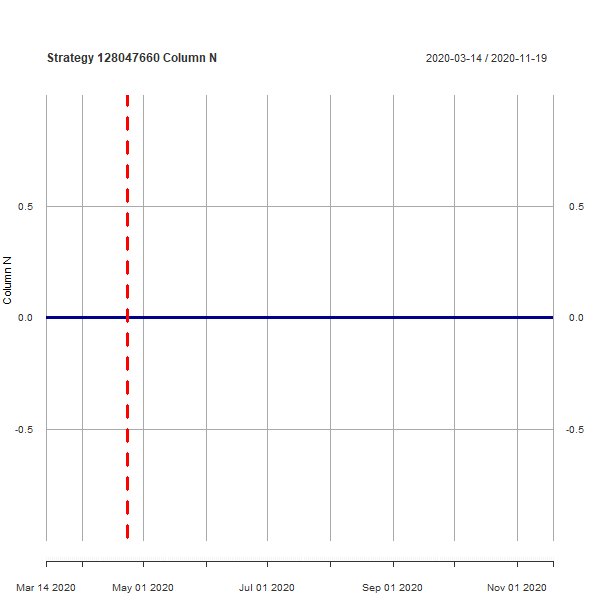 Strategy 128047660 Column N
2020-03-14 / 2020-11-19
Column N
0.5
0.0
-0.5
0.5
0.0
-0.5
Mar 14 2020
May 01 2020
Jul 01 2020
Sep 01 2020
Nov 01 2020